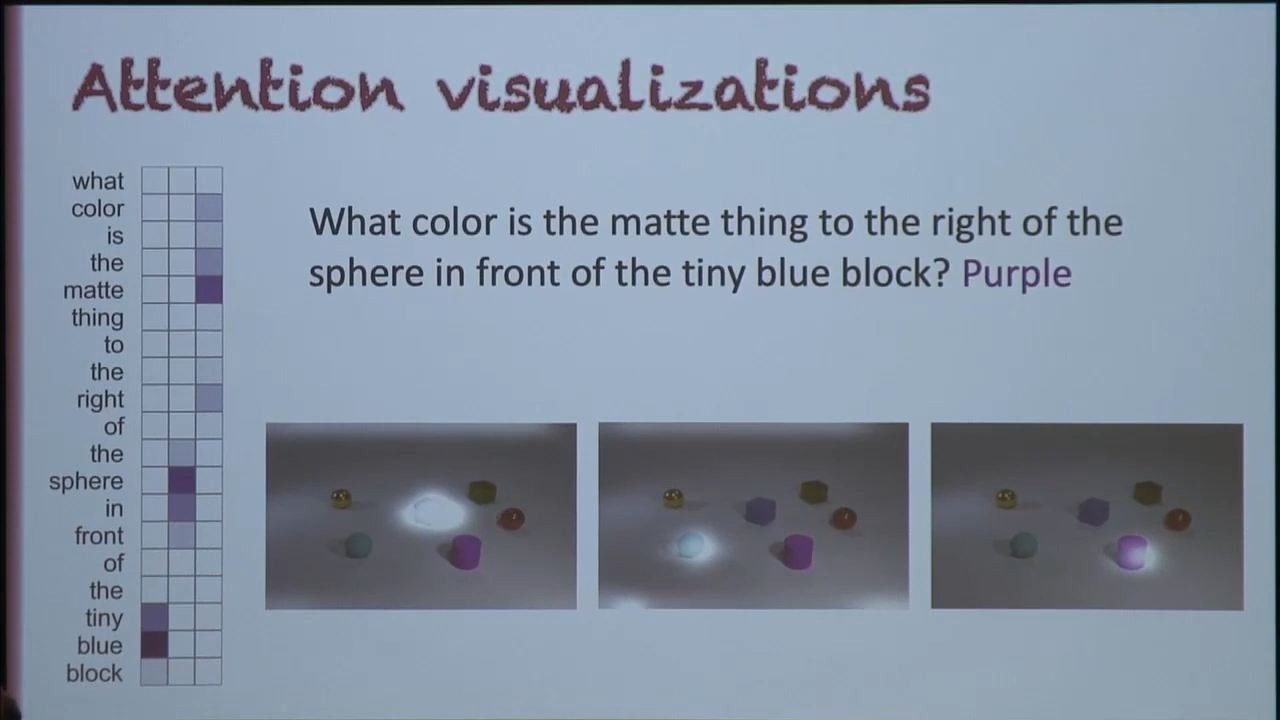 Attention visualizations
what
color
is
the
matte
thing
to
the
right
of
the
sphere
in
front
of
the
tiny
blue
block
What color is the matte thing to the right of the
sphere in front of the tiny blue block? Purple